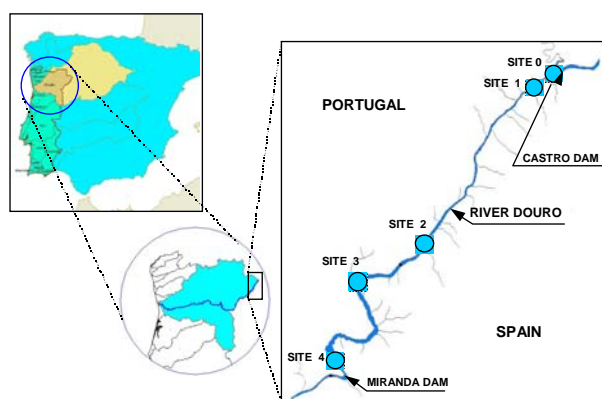 SITE 0
SITE 1
PORTUGAL
CASTRO DAM
SITE 2
RIVER DOURO
SITE 3
SPAIN
SITE 4
MIRANDA DAM